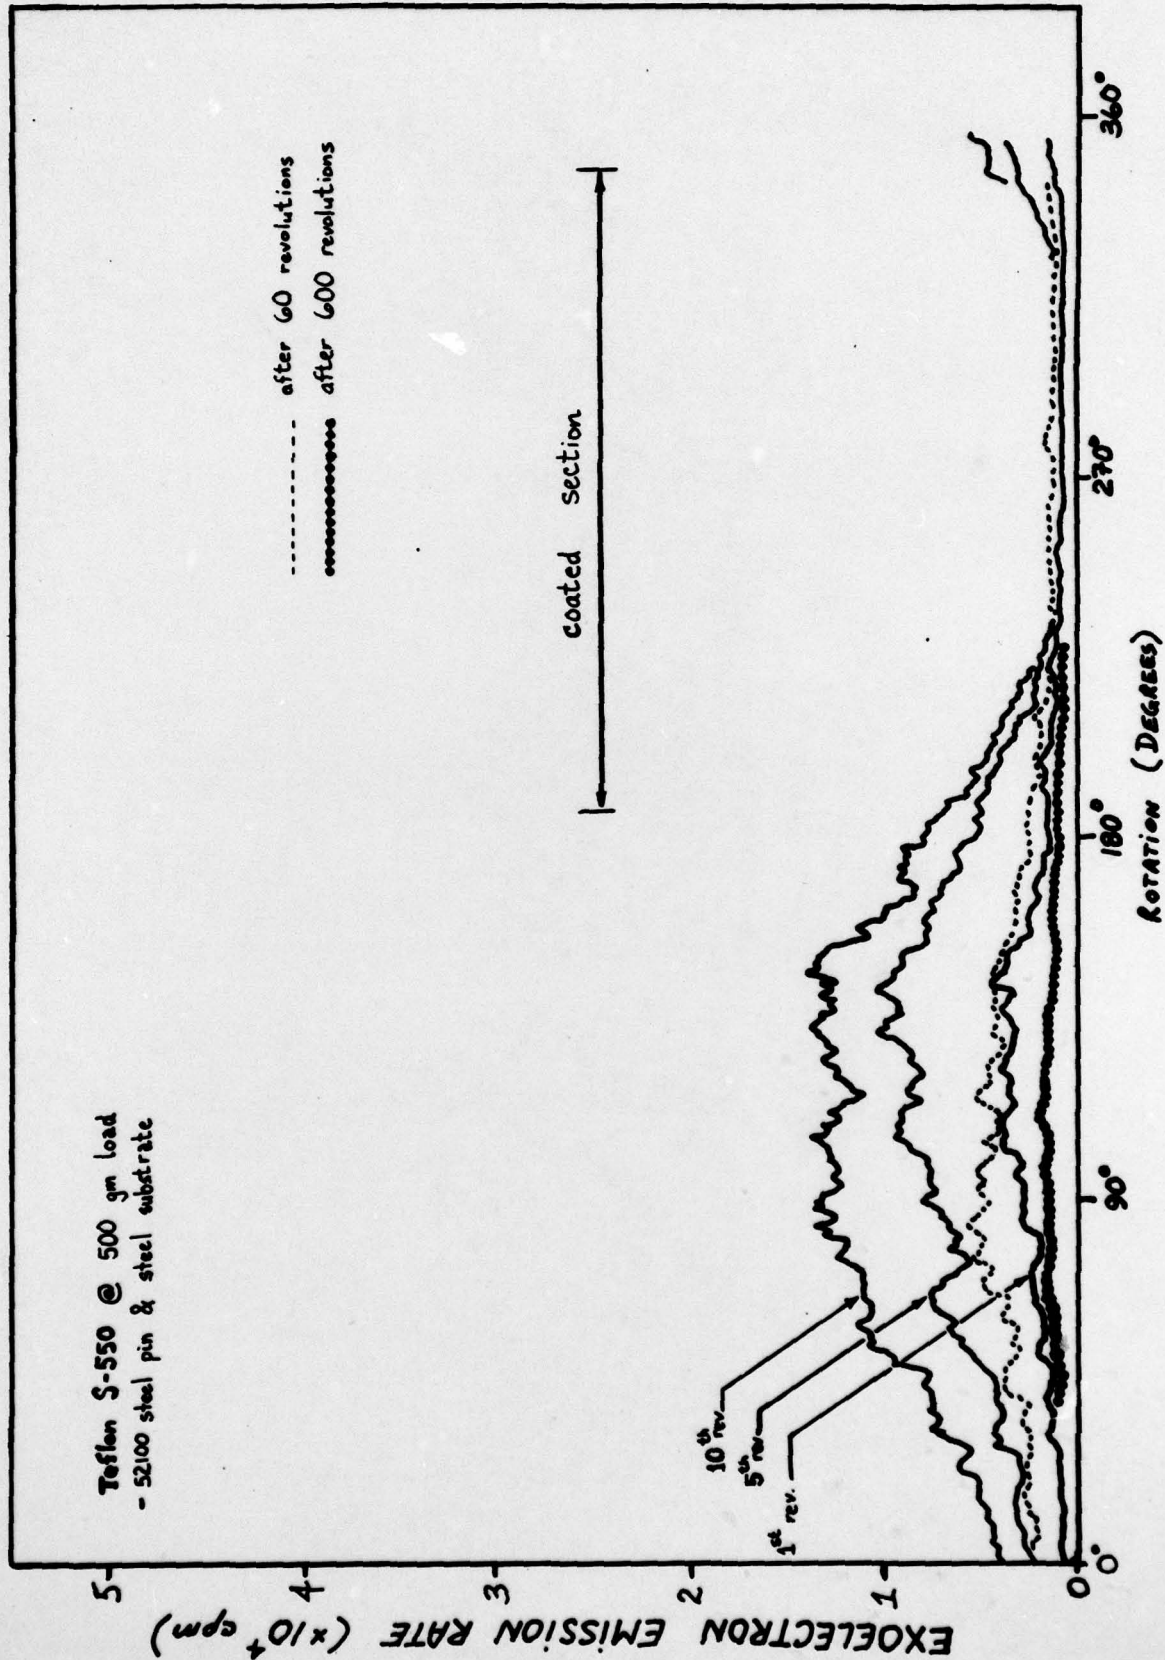 Teflon S-550 @ 500 gm load
- 52100 steel pin & steel substrate
--------- after 60 revolutions
after 600 revolutions
coated section
10th rev.
5th rev
1st rev.
EXOELECTRON EMISSION RATE (×10⁴ cpm)
5
4
3
2
1
0
0°
90°
180°
270°
360°
ROTATION (DEGREES)